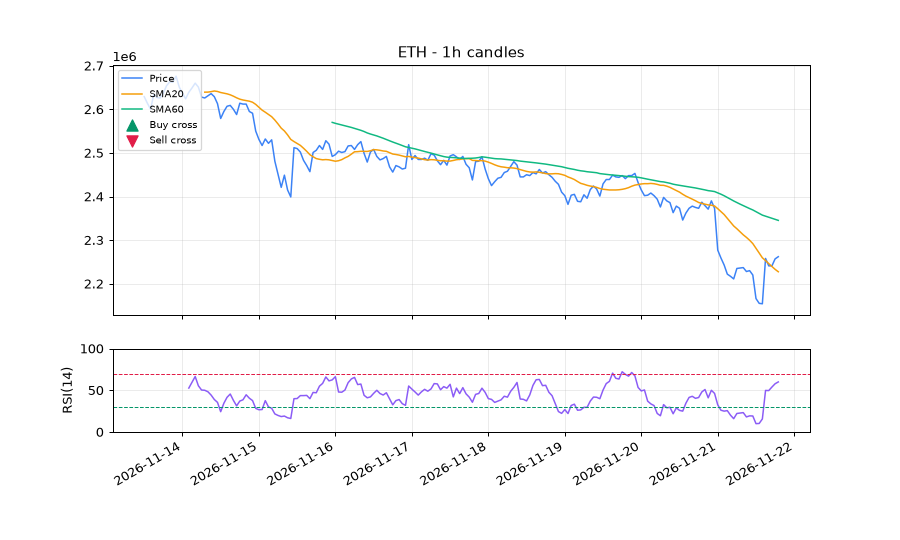 ETH - 1h candles
1e6
2.7
2.6
2.5
2.4
2.3
2.2
Price
SMA20
SMA60
Buy cross
Sell cross
RSI(14)
100
50
0
2026-11-14
2026-11-15
2026-11-16
2026-11-17
2026-11-18
2026-11-19
2026-11-20
2026-11-21
2026-11-22